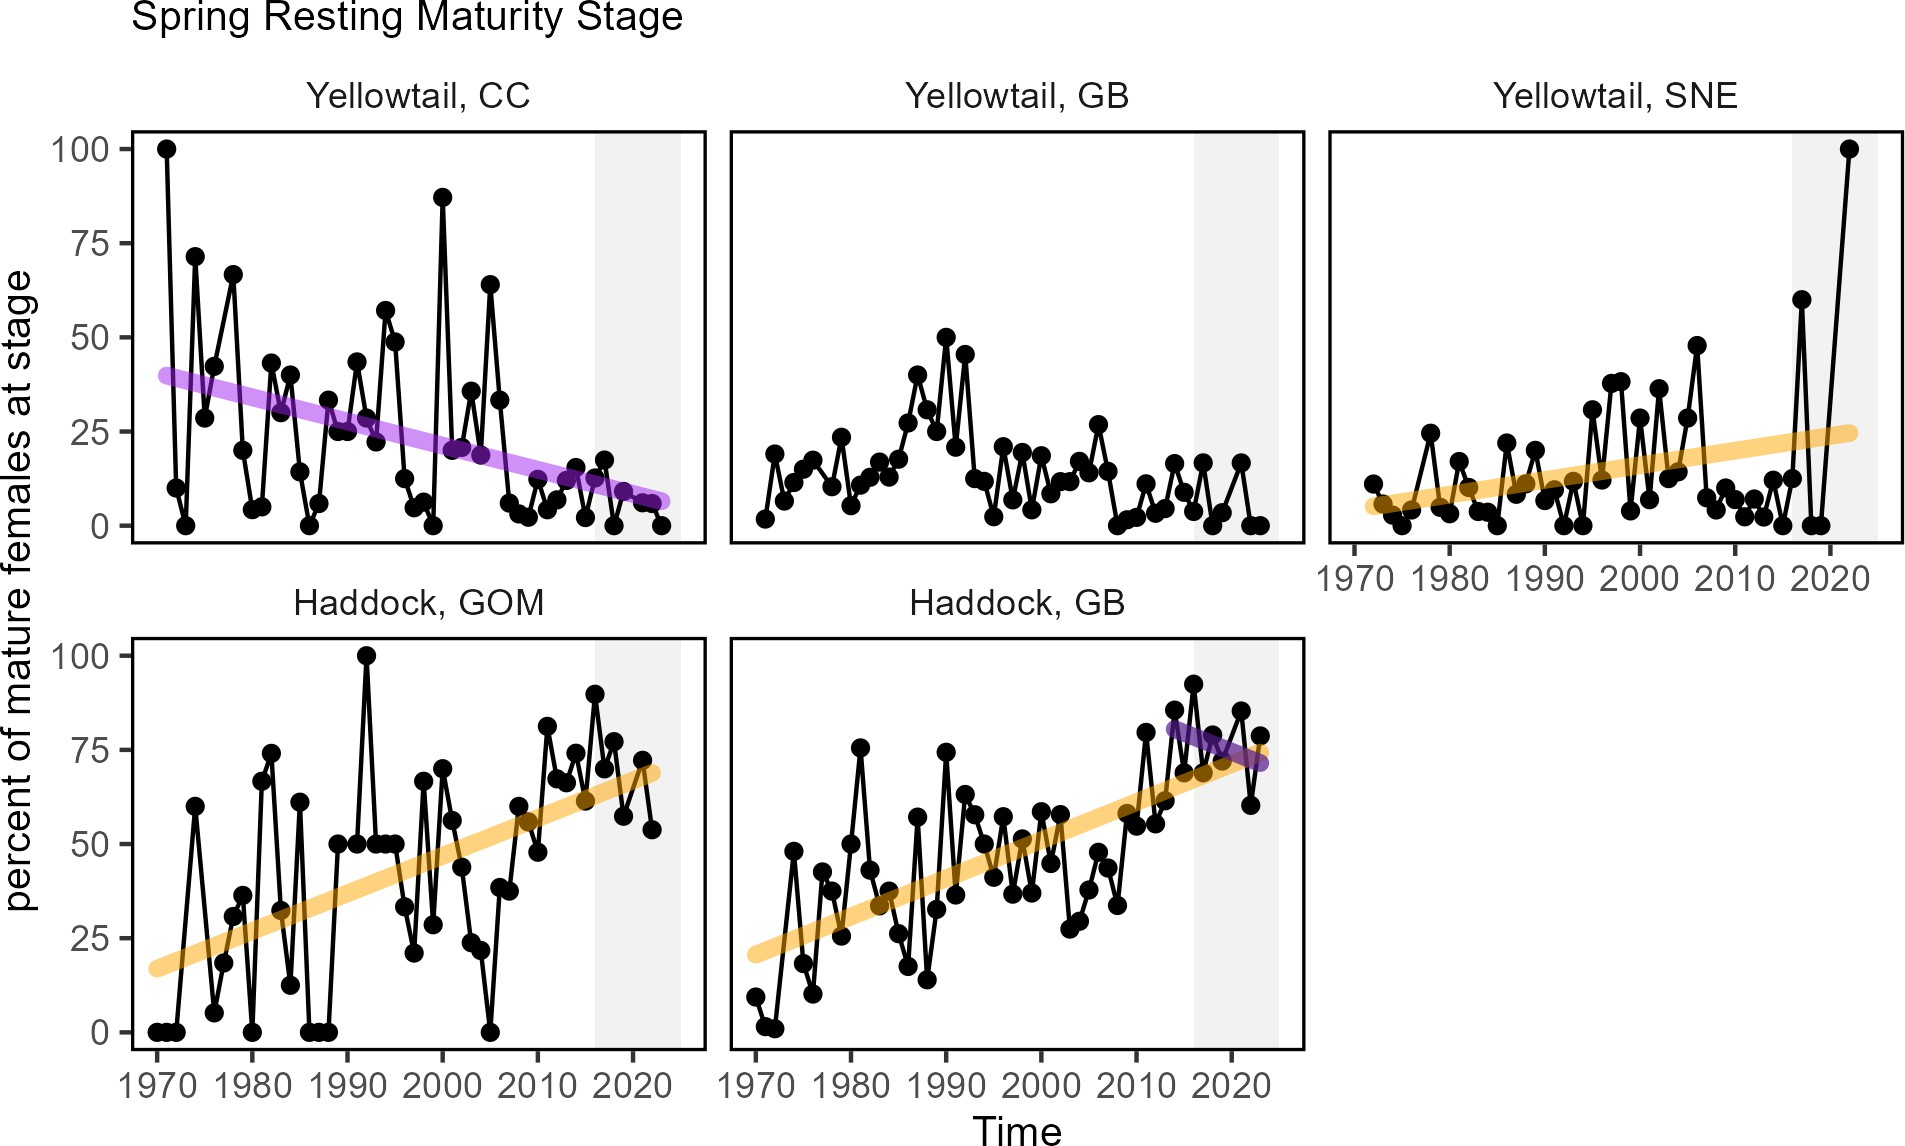 Spring Resting Maturity Stage
Yellowtail, CC
Yellowtail, GB
Yellowtail, SNE
100
75
50
25
0
1970 1980 1990 2000 2010 2020
percent of mature females at stage
Haddock, GOM
Haddock, GB
100
75
50
25
0
1970 1980 1990 2000 2010 2020
1970 1980 1990 2000 2010 2020
Time